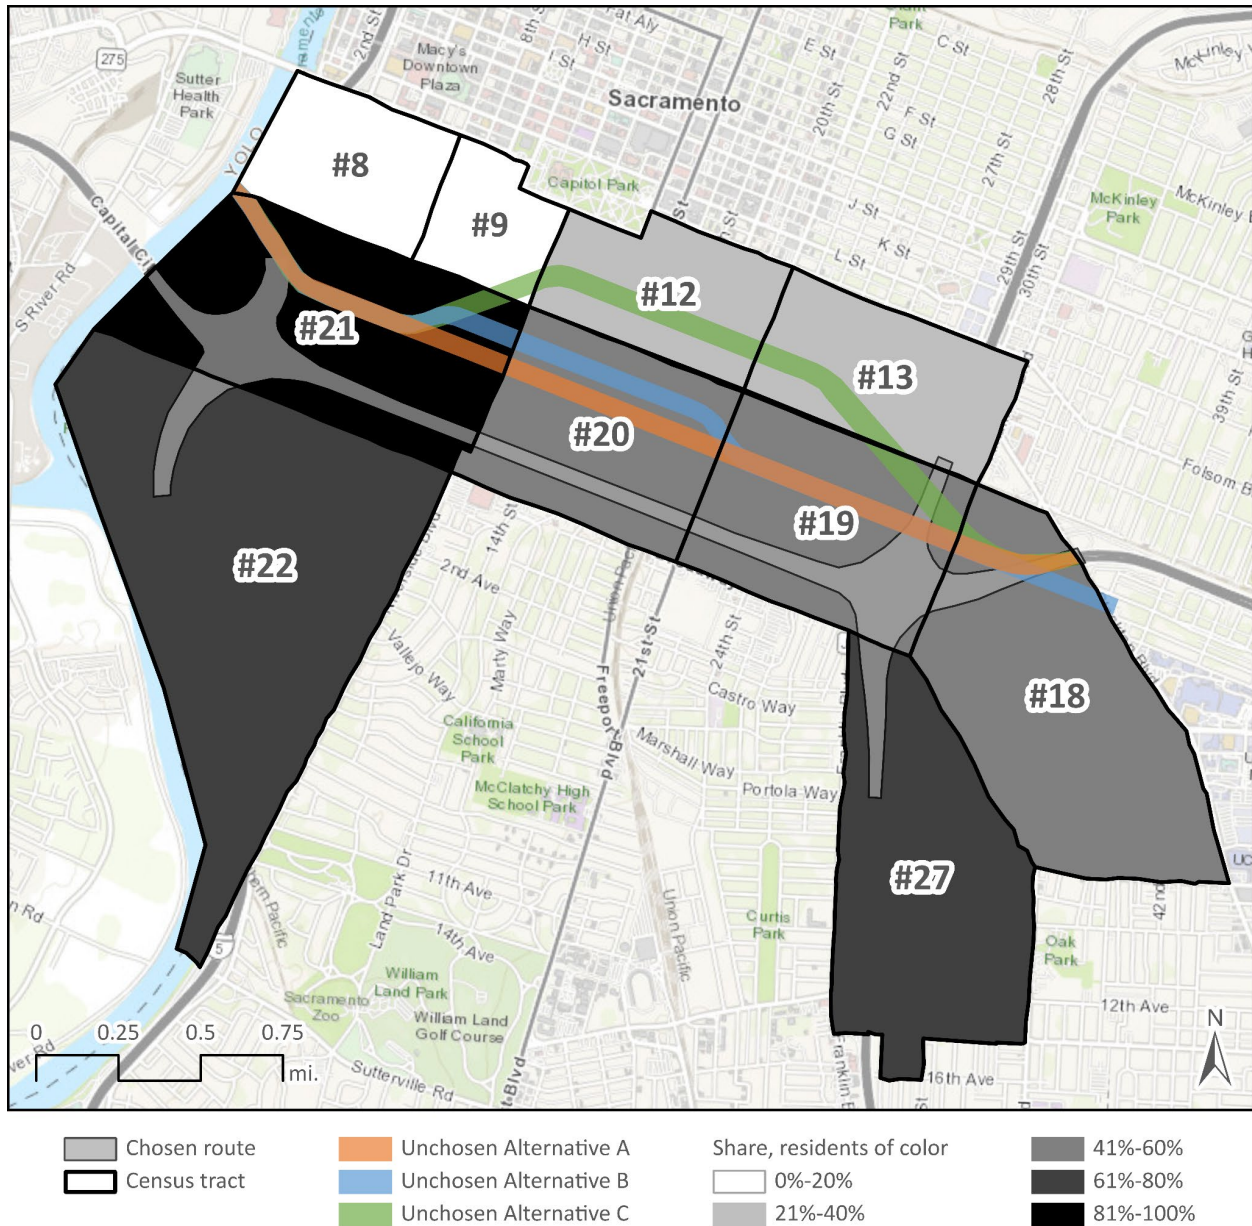 Fat Aly
2nd St
8th St
H St
I St
E St
C St
Park
275
Macy's
Downtown
Plaza
Sutter
Health
Park
Sacramento
20th St
22nd St
F St
G St
27th St
28th St
McKinley
YOLO
#8
#9
Capitol Park
J St
K St
L St
29th St
30th St
McKinley
Park
Capital Ci
S River Rd
#12
#13
#21
#20
#19
39th St
Folsom B
#22
14th St
2nd Ave
Marty Way
Vallejo Way
Union Pac
21st St
Freeport Blvd
24th St
Castro Way
Marshall Way
Portola Way
#18
California
School
Park
McClatchy High
School Park
Land Park Dr
11th Ave
14th Ave
#27
Union Pacific
Curtis
Park
42nd
UC
Oak
Park
12th Ave
16th Ave
5
William
Land Park
Sacramento
Zoo
William Land
Golf Course
Sutterville Rd
Franklin B
0 0.25 0.5 0.75
mi.
N
Chosen route
Census tract
Unchosen Alternative A
Unchosen Alternative B
Unchosen Alternative C
Share, residents of color
0%-20%
21%-40%
41%-60%
61%-80%
81%-100%